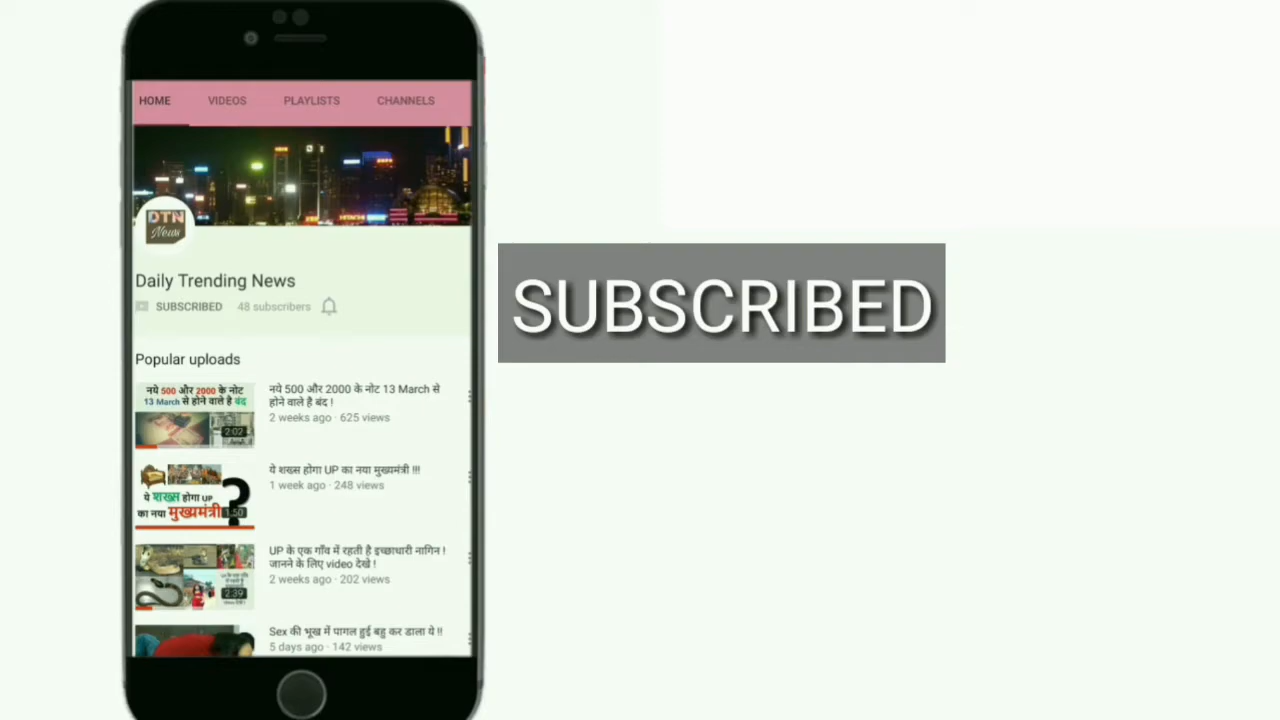 HOME VIDEOS PLAYLISTS CHANNELS
DTN
News
Daily Trending News
SUBSCRIBED 48 subscribers
SUBSCRIBED
Popular uploads
नये 500 और 2000 के नोट
13 March से होने वाले है बंद
2:02
नये 500 और 2000 के नोट 13 March से
होने वाले है बंद !
2 weeks ago · 625 views
ये शख्स होगा UP
का नया मुख्यमंत्री
?
1:50
ये शख्स होगा UP का नया मुख्यमंत्री !!!
1 week ago · 248 views
2:39
UP के एक गाँव में रहती है इच्छाधारी नागिन !
जानने के लिए video देखे !
2 weeks ago · 202 views
Sex की भूख में पागल हुई बहु कर डाला ये !!
5 days ago · 142 views